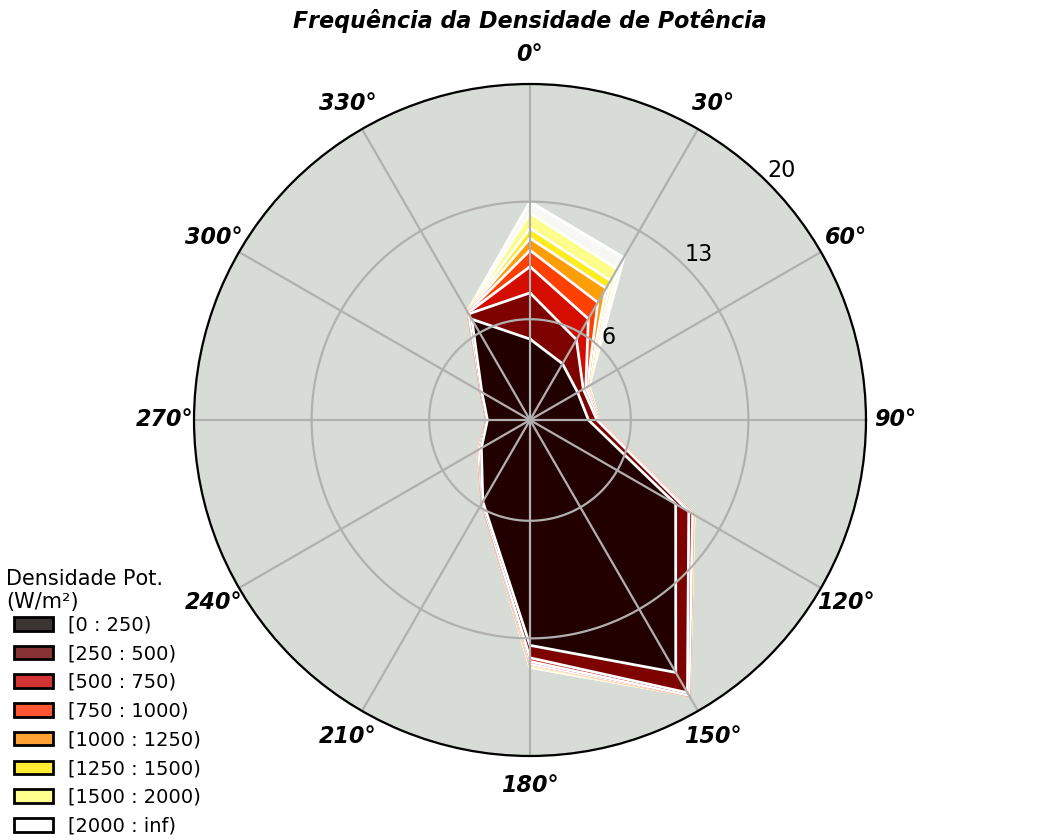 Frequência da Densidade de Potência
0°
30°
60°
90°
120°
150°
180°
210°
240°
270°
300°
330°
6
13
20
Densidade Pot.
(W/m²)
[0 : 250)
[250 : 500)
[500 : 750)
[750 : 1000)
[1000 : 1250)
[1250 : 1500)
[1500 : 2000)
[2000 : inf)